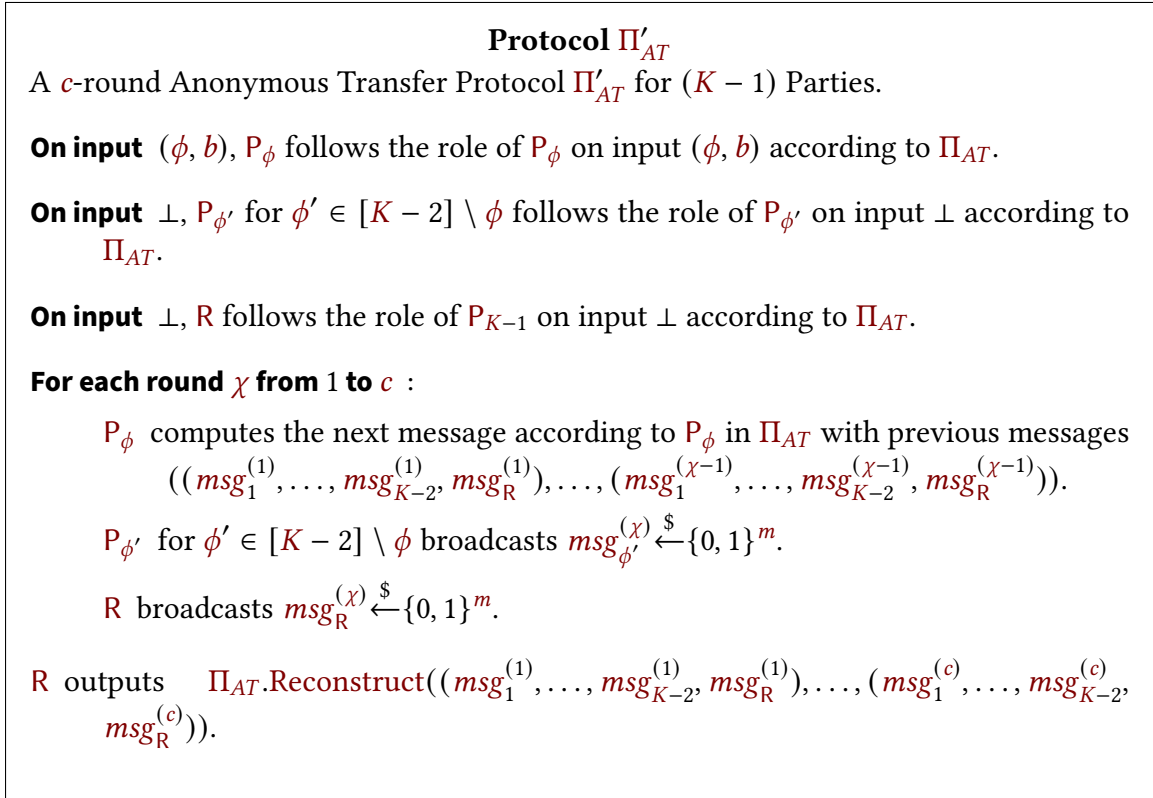 Protocol Π′_AT
A c-round Anonymous Transfer Protocol Π′_AT for (K − 1) Parties.
On input (ϕ, b), P_ϕ follows the role of P_ϕ on input (ϕ, b) according to Π_AT.
On input ⊥, P_ϕ′ for ϕ′ ∈ [K − 2] \ ϕ follows the role of P_ϕ′ on input ⊥ according to
Π_AT.
On input ⊥, R follows the role of P_{K−1} on input ⊥ according to Π_AT.
For each round χ from 1 to c :
P_ϕ computes the next message according to P_ϕ in Π_AT with previous messages
((msg_1^(1), . . . , msg_{K−2}^(1), msg_R^(1)), . . . , (msg_1^(χ−1), . . . , msg_{K−2}^(χ−1), msg_R^(χ−1))).
P_ϕ′ for ϕ′ ∈ [K − 2] \ ϕ broadcasts msg_ϕ′^(χ) ←$ {0, 1}^m.
R broadcasts msg_R^(χ) ←$ {0, 1}^m.
R outputs Π_AT.Reconstruct((msg_1^(1), . . . , msg_{K−2}^(1), msg_R^(1)), . . . , (msg_1^(c), . . . , msg_{K−2}^(c),
msg_R^(c))).